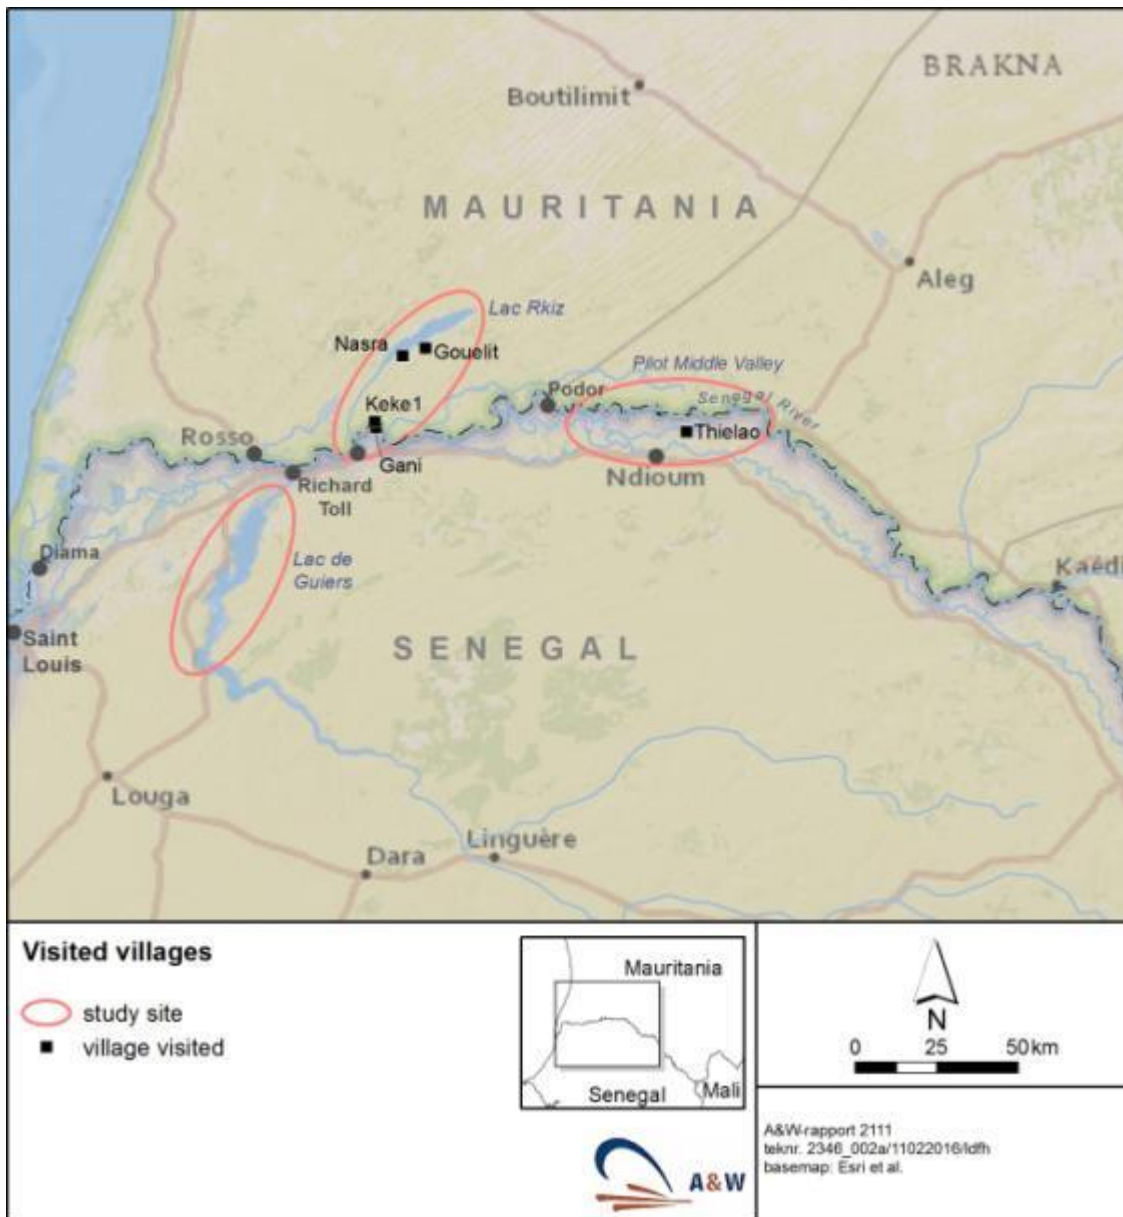 BRAKNA
Boutilimit
MAURITANIA
Aleg
Lac Rkiz
Nasra
Gouelit
Pilot Middle Valley
Podor
Senegal River
Keke1
Thielao
Rosso
Gani
Ndioum
Richard
Toll
Diama
Lac de
Guiers
Kaédi
Saint
Louis
SENEGAL
Louga
Linguère
Dara
Visited villages
study site
village visited
Mauritania
Senegal
Mali
N
0 25 50 km
A&W
A&W-rapport 2111
teknr. 2346_002a/11022016/ldfh
basemap: Esri et al.